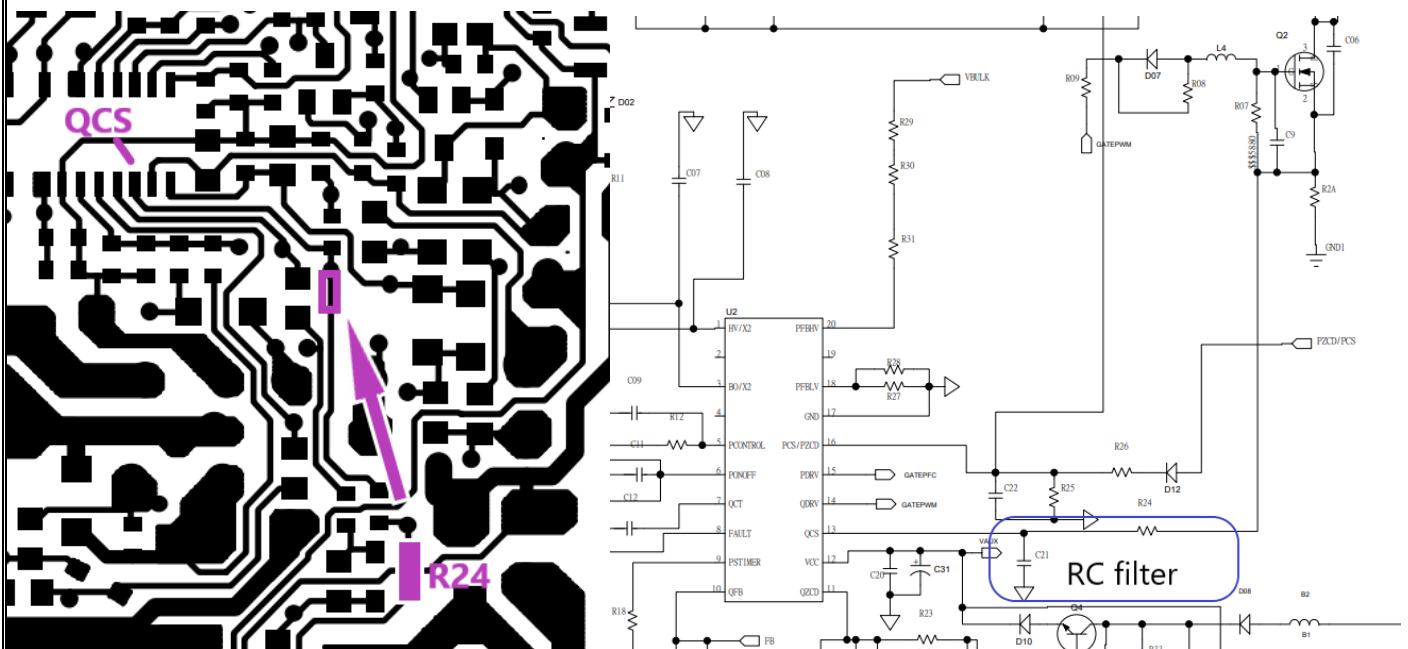 QCS
R24
D02
R11
C07
C08
VBULK
R29
R30
R31
R09
D07
R08
L4
GATEPWM
Q2
3
1
2
C06
R07
C9
$$$5880
R2A
GND1
PZCD/PCS
U2
1 HV/X2 PFBHV 20
2 19
3 BO/X2 PFBLV 18
4 GND 17
5 PCONTROL PCS/PZCD 16
6 PONOFF PDRV 15
7 QCT QDRV 14
8 FAULT QCS 13
9 PSTIMER VCC 12
10 QFB QZCD 11
R28
R27
C09
R12
C11
C12
GATEPFC
GATEPWM
C22
R25
R26
D12
R24
VAUX
C21
RC filter
C20
+
C31
R18
R23
FB
D10
Q4
D08
B2
B1